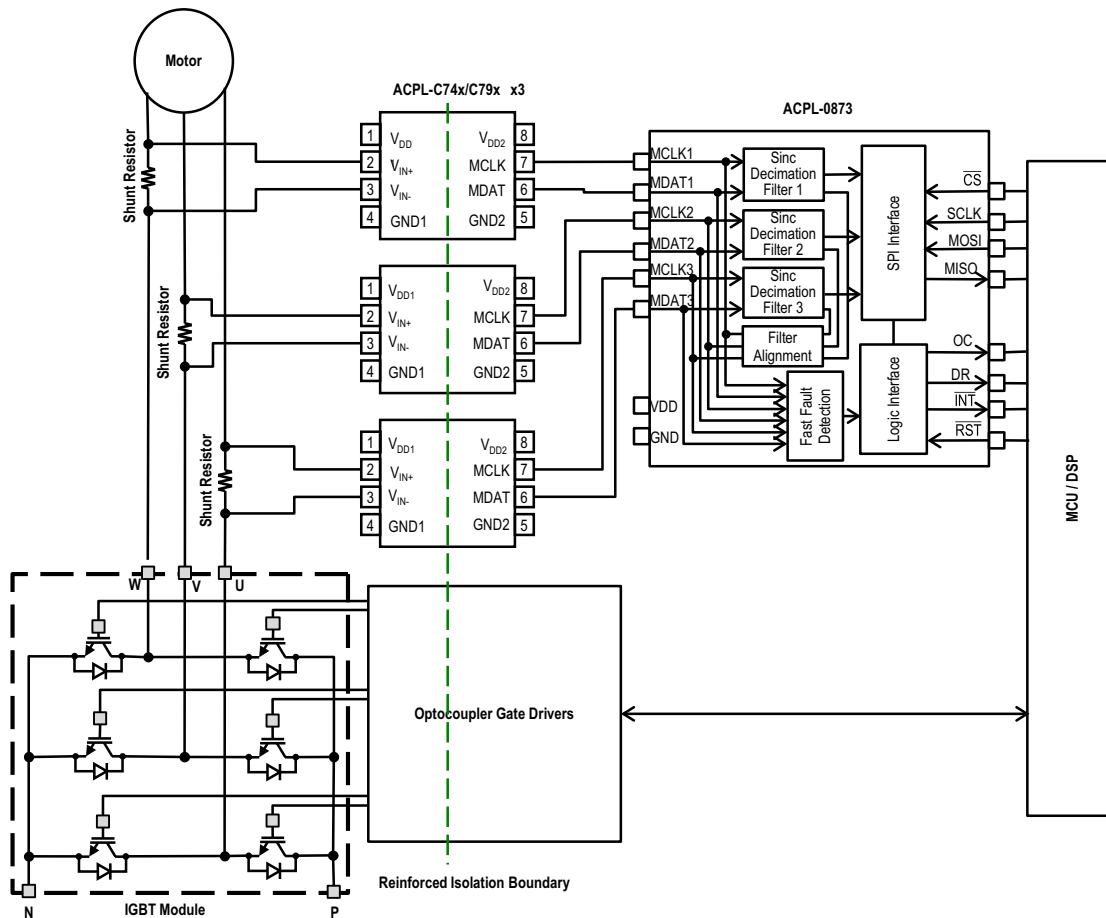 Motor
ACPL-C74x/C79x x3
ACPL-0873
Shunt Resistor
Shunt Resistor
Shunt Resistor
1 VDD VDD2 8
2 VIN+ MCLK 7
3 VIN- MDAT 6
4 GND1 GND2 5
1 VDD1 VDD2 8
2 VIN+ MCLK 7
3 VIN- MDAT 6
4 GND1 GND2 5
1 VDD1 VDD2 8
2 VIN+ MCLK 7
3 VIN- MDAT 6
4 GND1 GND2 5
MCLK1
MDAT1
MCLK2
MDAT2
MCLK3
MDAT3
VDD
GND
Sinc
Decimation
Filter 1
Sinc
Decimation
Filter 2
Sinc
Decimation
Filter 3
Filter
Alignment
Fast Fault
Detection
SPI Interface
Logic Interface
CS
SCLK
MOSI
MISO
OC
DR
INT
RST
MCU / DSP
W
V
U
Optocoupler Gate Drivers
Reinforced Isolation Boundary
N
IGBT Module
P